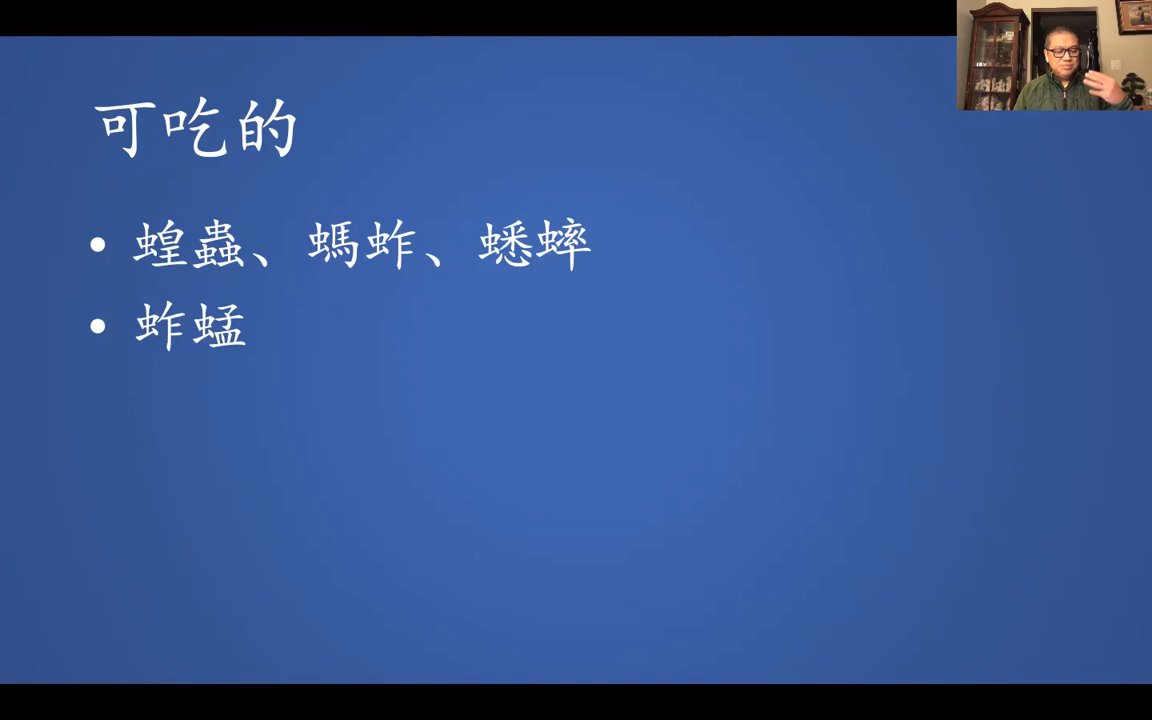 可吃的
• 蝗蟲、螞蚱、蟋蟀
• 蚱蜢